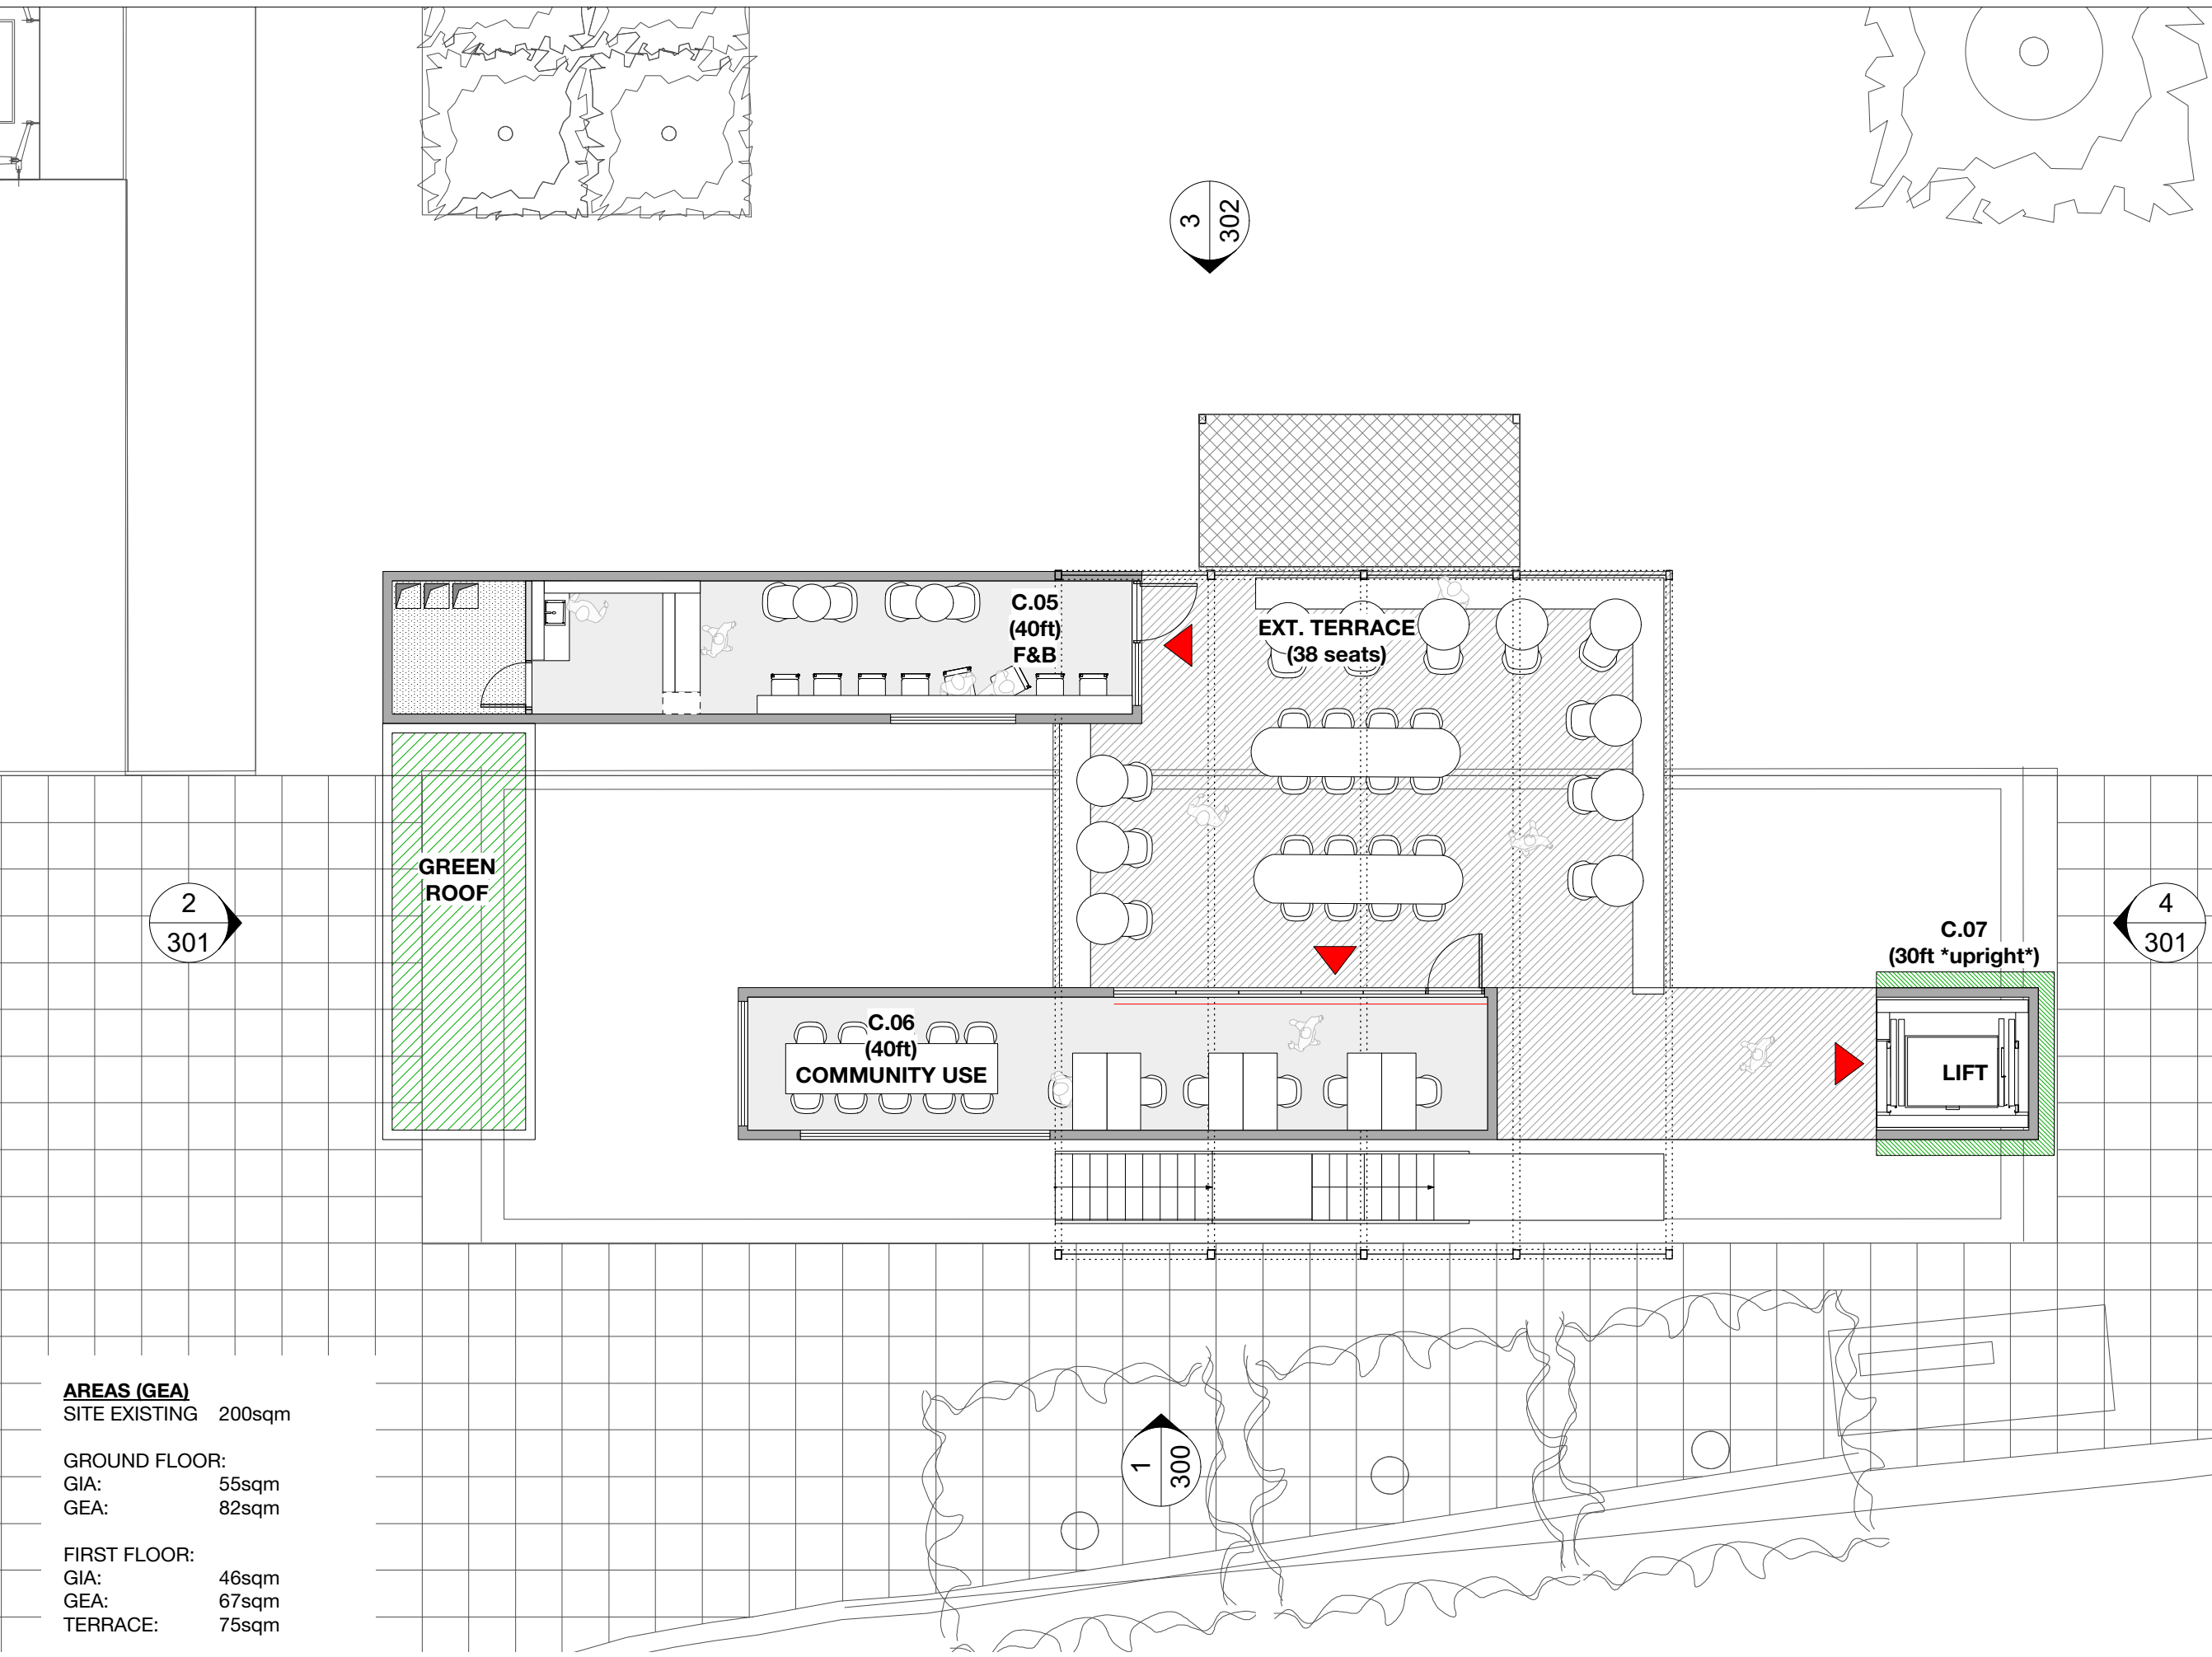 3
302
C.05
(40ft)
F&B
EXT. TERRACE
(38 seats)
GREEN
ROOF
2
301
4
301
C.07
(30ft *upright*)
C.06
(40ft)
COMMUNITY USE
LIFT
1
300
AREAS (GEA)
SITE EXISTING 200sqm
GROUND FLOOR:
GIA: 55sqm
GEA: 82sqm
FIRST FLOOR:
GIA: 46sqm
GEA: 67sqm
TERRACE: 75sqm